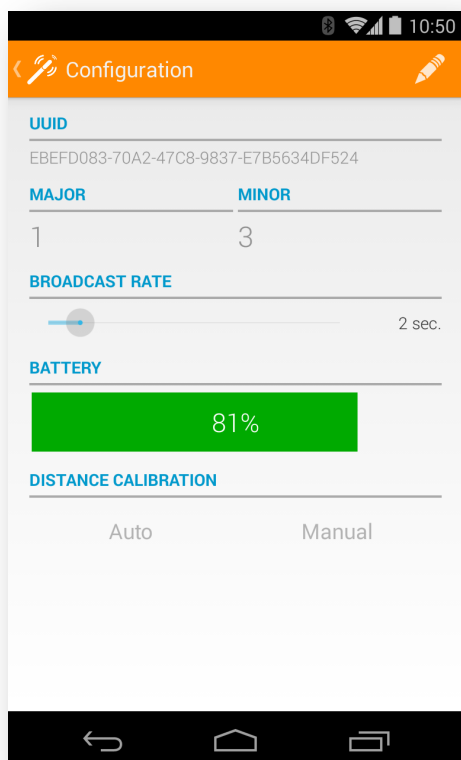 10:50
Configuration
UUID
EBEFD083-70A2-47C8-9837-E7B5634DF524
MAJOR MINOR
1 3
BROADCAST RATE
2 sec.
BATTERY
81%
DISTANCE CALIBRATION
Auto Manual